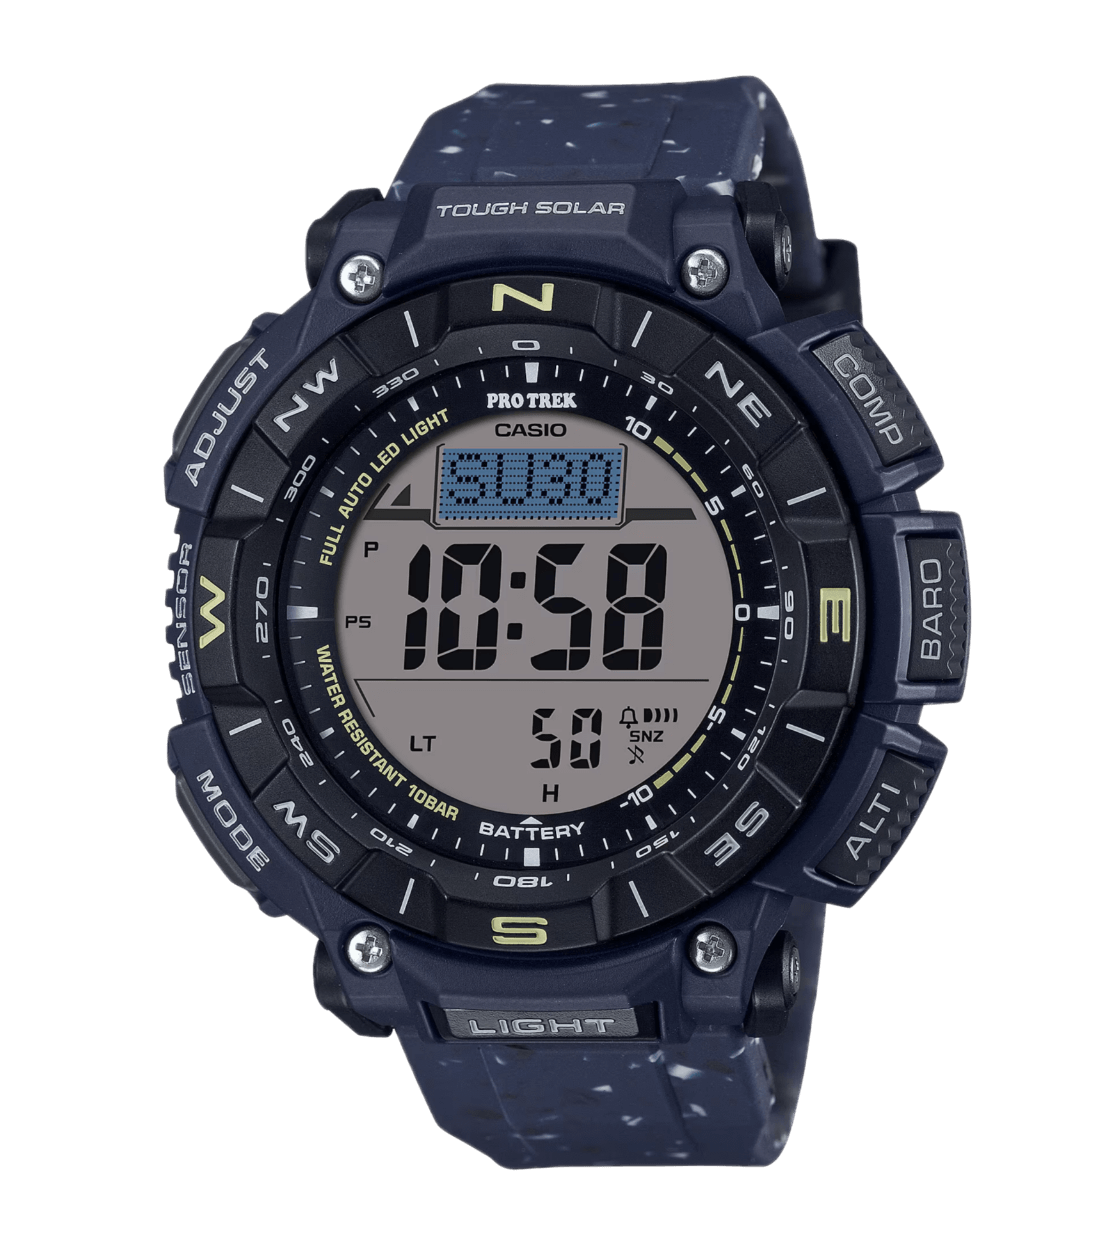 TOUGH SOLAR
N
NW
NE
W
E
SW
SE
S
0
30
60
90
120
150
180
210
240
270
300
330
PRO TREK
CASIO
FULL AUTO LED LIGHT
WATER RESISTANT 10BAR
10
5
0
-5
-10
SU30
P
10:58
PS
50
SNZ
LT
H
BATTERY
ADJUST
SENSOR
MODE
COMP
BARO
ALTI
LIGHT